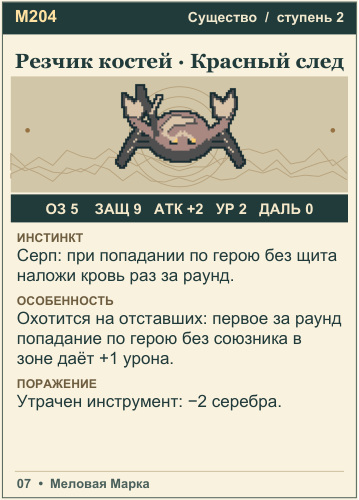 M204
Существо / ступень 2
Резчик костей · Красный след
ОЗ 5 ЗАЩ 9 АТК +2 УР 2 ДАЛЬ 0
ИНСТИНКТ
Серп: при попадании по герою без щита
наложи кровь раз за раунд.
ОСОБЕННОСТЬ
Охотится на отставших: первое за раунд
попадание по герою без союзника в
зоне даёт +1 урона.
ПОРАЖЕНИЕ
Утрачен инструмент: −2 серебра.
07 • Меловая Марка